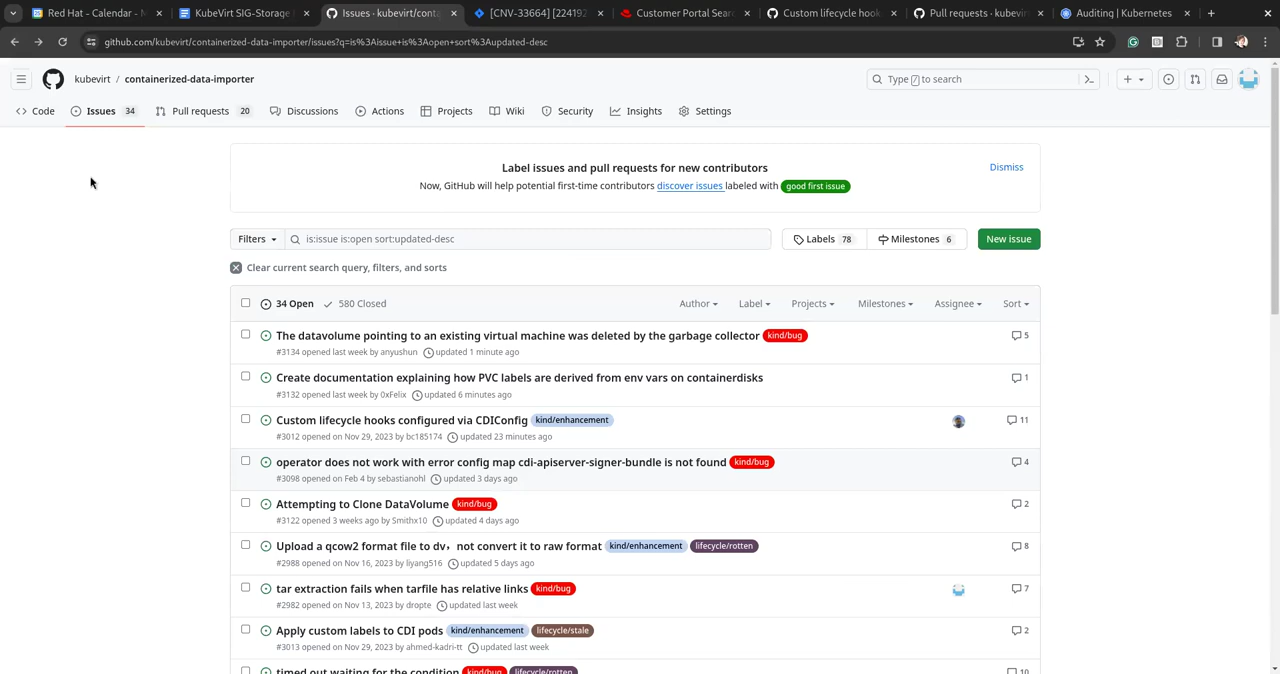 Red Hat - Calendar - M
KubeVirt SIG-Storage
Issues · kubevirt/conta
[CNV-33664] [224192
Customer Portal Searc
Custom lifecycle hook
Pull requests · kubevir
Auditing | Kubernetes
github.com/kubevirt/containerized-data-importer/issues?q=is%3Aissue+is%3Aopen+sort%3Aupdated-desc
kubevirt / containerized-data-importer
Type / to search
Code
Issues 34
Pull requests 20
Discussions
Actions
Projects
Wiki
Security
Insights
Settings
Label issues and pull requests for new contributors
Dismiss
Now, GitHub will help potential first-time contributors discover issues labeled with good first issue
Filters
is:issue is:open sort:updated-desc
Labels 78
Milestones 6
New issue
Clear current search query, filters, and sorts
34 Open
580 Closed
Author
Label
Projects
Milestones
Assignee
Sort
The datavolume pointing to an existing virtual machine was deleted by the garbage collector kind/bug
5
#3134 opened last week by anyushun updated 1 minute ago
Create documentation explaining how PVC labels are derived from env vars on containerdisks
1
#3132 opened last week by 0xFelix updated 6 minutes ago
Custom lifecycle hooks configured via CDIConfig kind/enhancement
11
#3012 opened on Nov 29, 2023 by bc185174 updated 23 minutes ago
operator does not work with error config map cdi-apiserver-signer-bundle is not found kind/bug
4
#3098 opened on Feb 4 by sebastianohl updated 3 days ago
Attempting to Clone DataVolume kind/bug
2
#3122 opened 3 weeks ago by Smithx10 updated 4 days ago
Upload a qcow2 format file to dv，not convert it to raw format kind/enhancement lifecycle/rotten
8
#2988 opened on Nov 16, 2023 by liyang516 updated 5 days ago
tar extraction fails when tarfile has relative links kind/bug
7
#2982 opened on Nov 13, 2023 by dropte updated last week
Apply custom labels to CDI pods kind/enhancement lifecycle/stale
2
#3013 opened on Nov 29, 2023 by ahmed-kadri-tt updated last week
timed out waiting for the condition kind/bug lifecycle/rotten
10